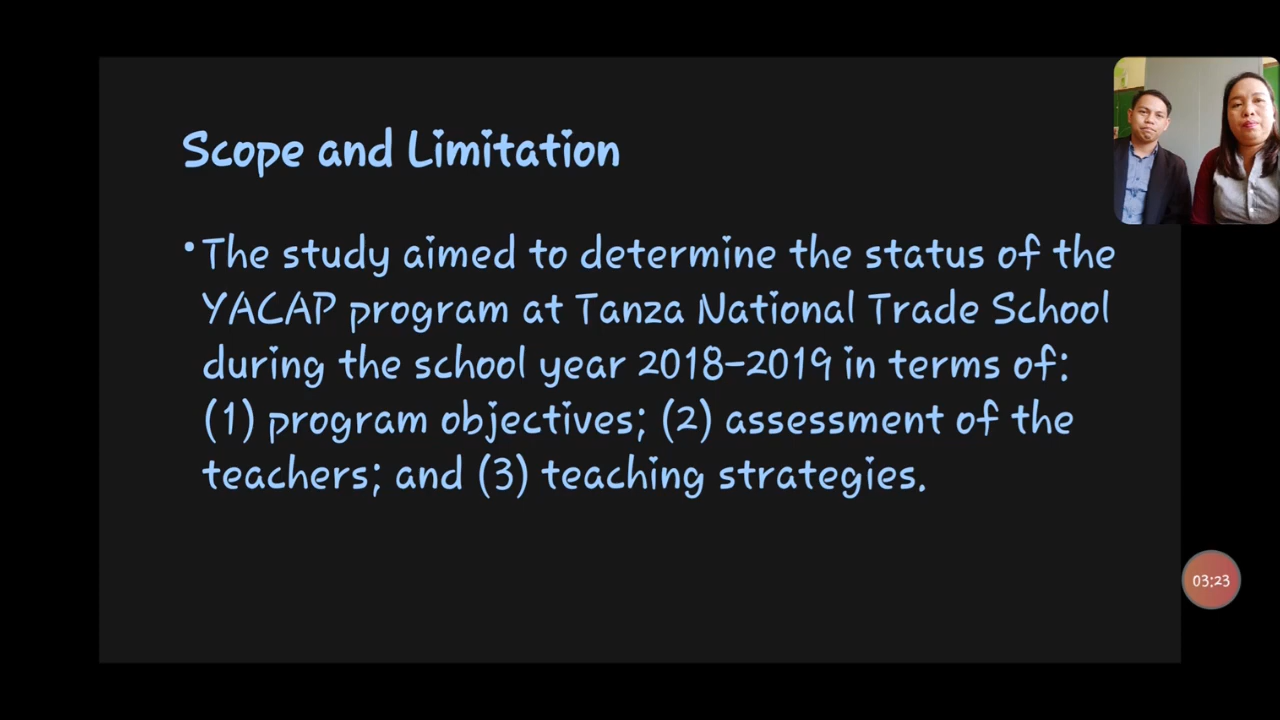 Scope and Limitation
• The study aimed to determine the status of the
YACAP program at Tanza National Trade School
during the school year 2018-2019 in terms of:
(1) program objectives; (2) assessment of the
teachers; and (3) teaching strategies.
03:23